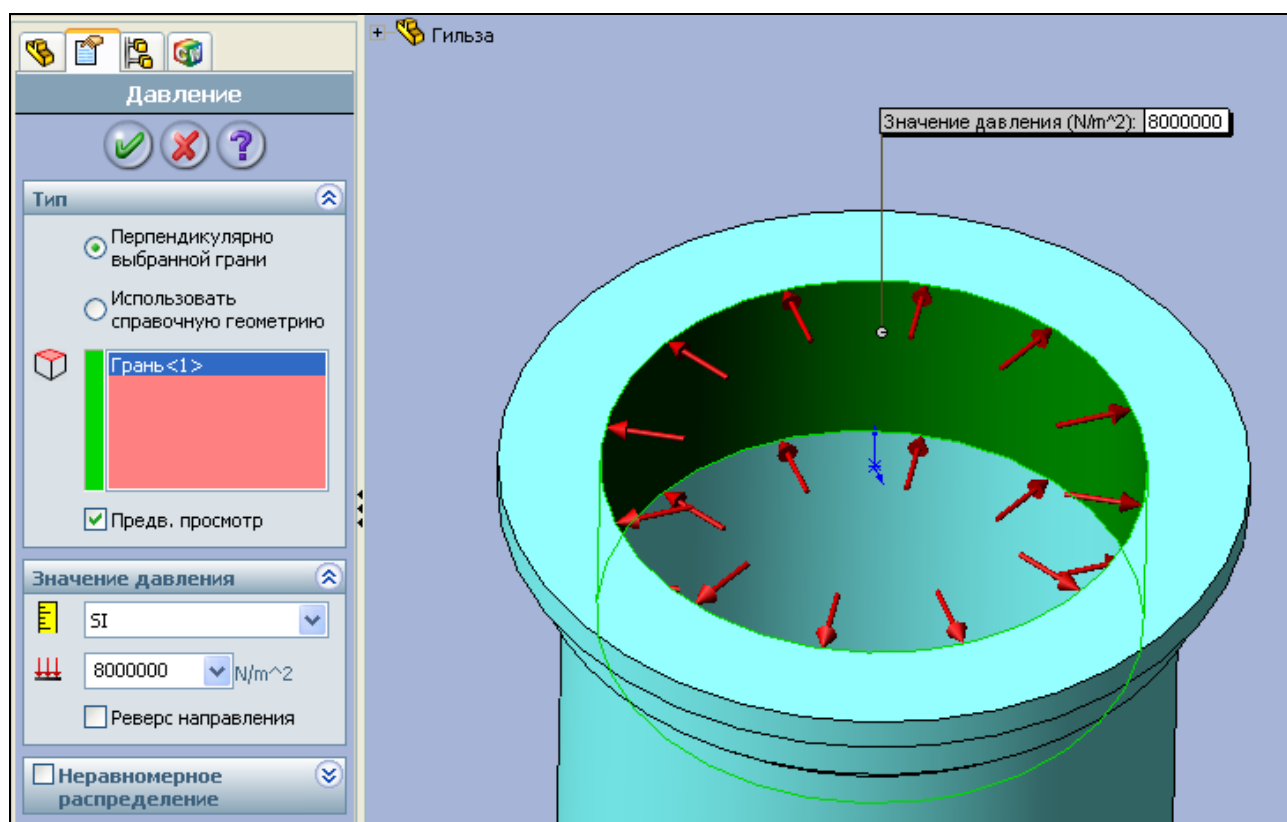 Гильза
Давление
Значение давления (N/m^2): 8000000
Тип
Перпендикулярно
выбранной грани
Использовать
справочную геометрию
Грань<1>
Предв. просмотр
Значение давления
SI
8000000 N/m^2
Реверс направления
Неравномерное
распределение